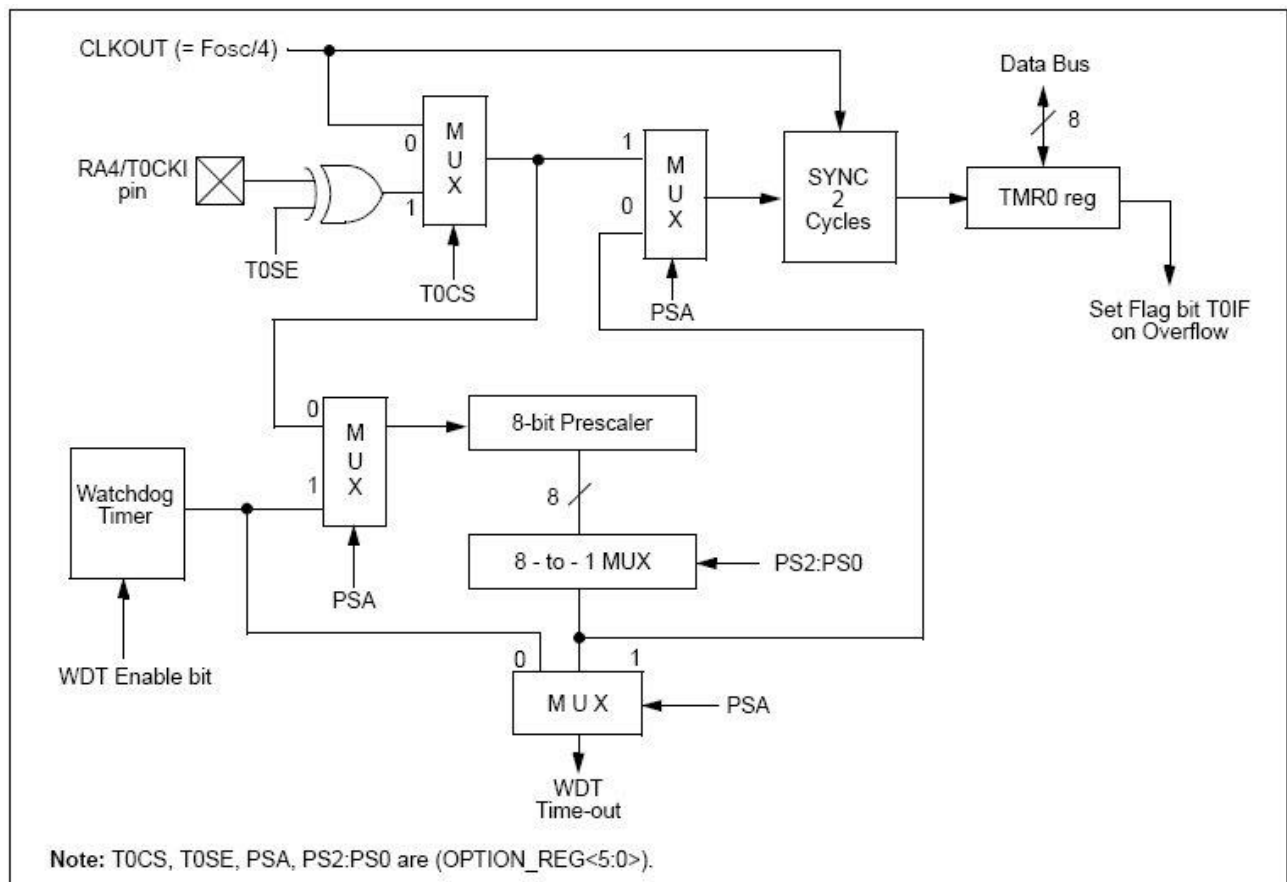 CLKOUT (= Fosc/4)
Data Bus
8
RA4/T0CKI
pin
0
1
M
U
X
T0SE
T0CS
1
0
M
U
X
PSA
SYNC
2
Cycles
TMR0 reg
Set Flag bit T0IF
on Overflow
0
1
M
U
X
PSA
8-bit Prescaler
8
8 - to - 1 MUX
PS2:PS0
Watchdog
Timer
WDT Enable bit
0
1
M U X
PSA
WDT
Time-out
Note: T0CS, T0SE, PSA, PS2:PS0 are (OPTION_REG<5:0>).